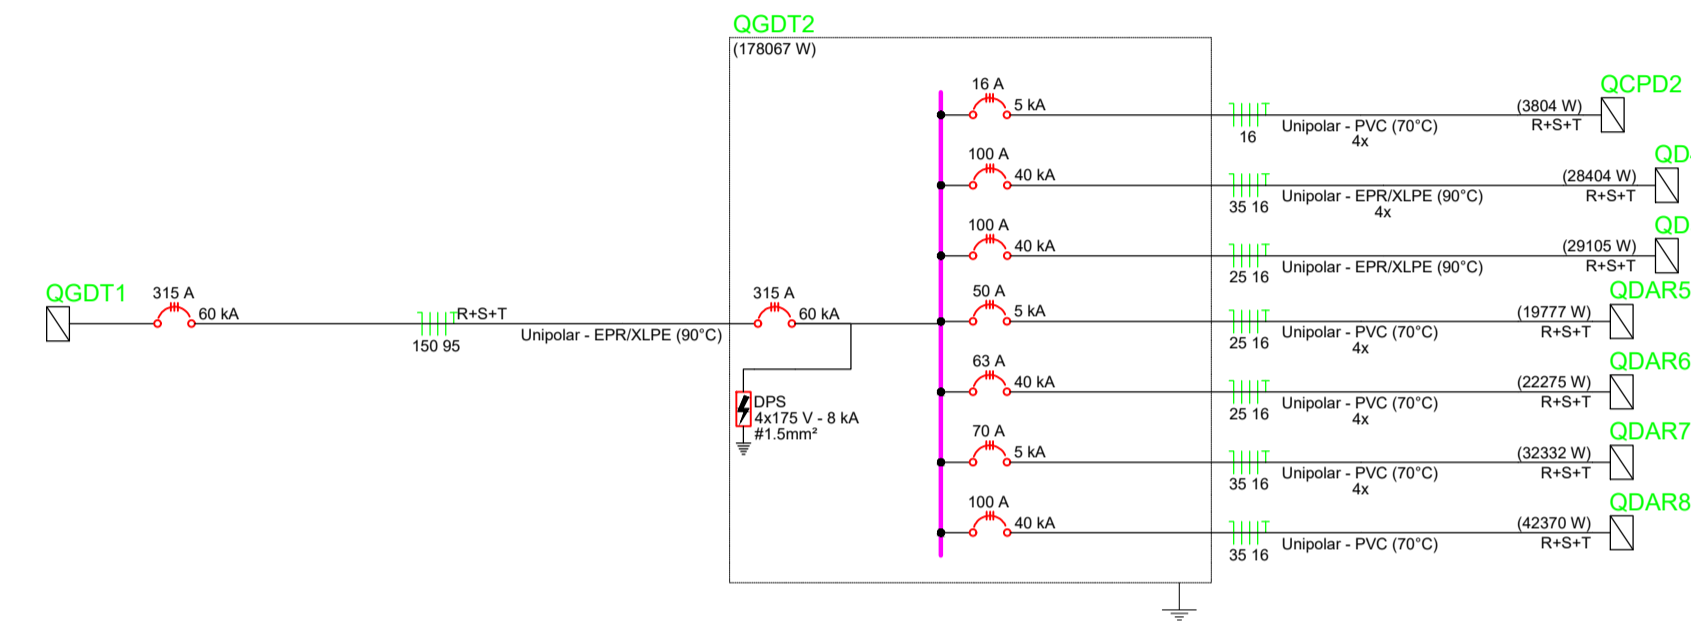 QGDT2
(178067 W)
16 A
5 kA
16
Unipolar - PVC (70°C)
4x
(3804 W)
R+S+T
QCPD2
100 A
40 kA
35 16
Unipolar - EPR/XLPE (90°C)
4x
(28404 W)
R+S+T
QD
100 A
40 kA
25 16
Unipolar - EPR/XLPE (90°C)
(29105 W)
R+S+T
QD
QGDT1
315 A
60 kA
R+S+T
150 95
Unipolar - EPR/XLPE (90°C)
315 A
60 kA
DPS
4x175 V - 8 kA
#1.5mm²
50 A
5 kA
25 16
Unipolar - PVC (70°C)
4x
(19777 W)
R+S+T
QDAR5
63 A
40 kA
25 16
Unipolar - PVC (70°C)
4x
(22275 W)
R+S+T
QDAR6
70 A
5 kA
35 16
Unipolar - PVC (70°C)
4x
(32332 W)
R+S+T
QDAR7
100 A
40 kA
35 16
Unipolar - PVC (70°C)
(42370 W)
R+S+T
QDAR8